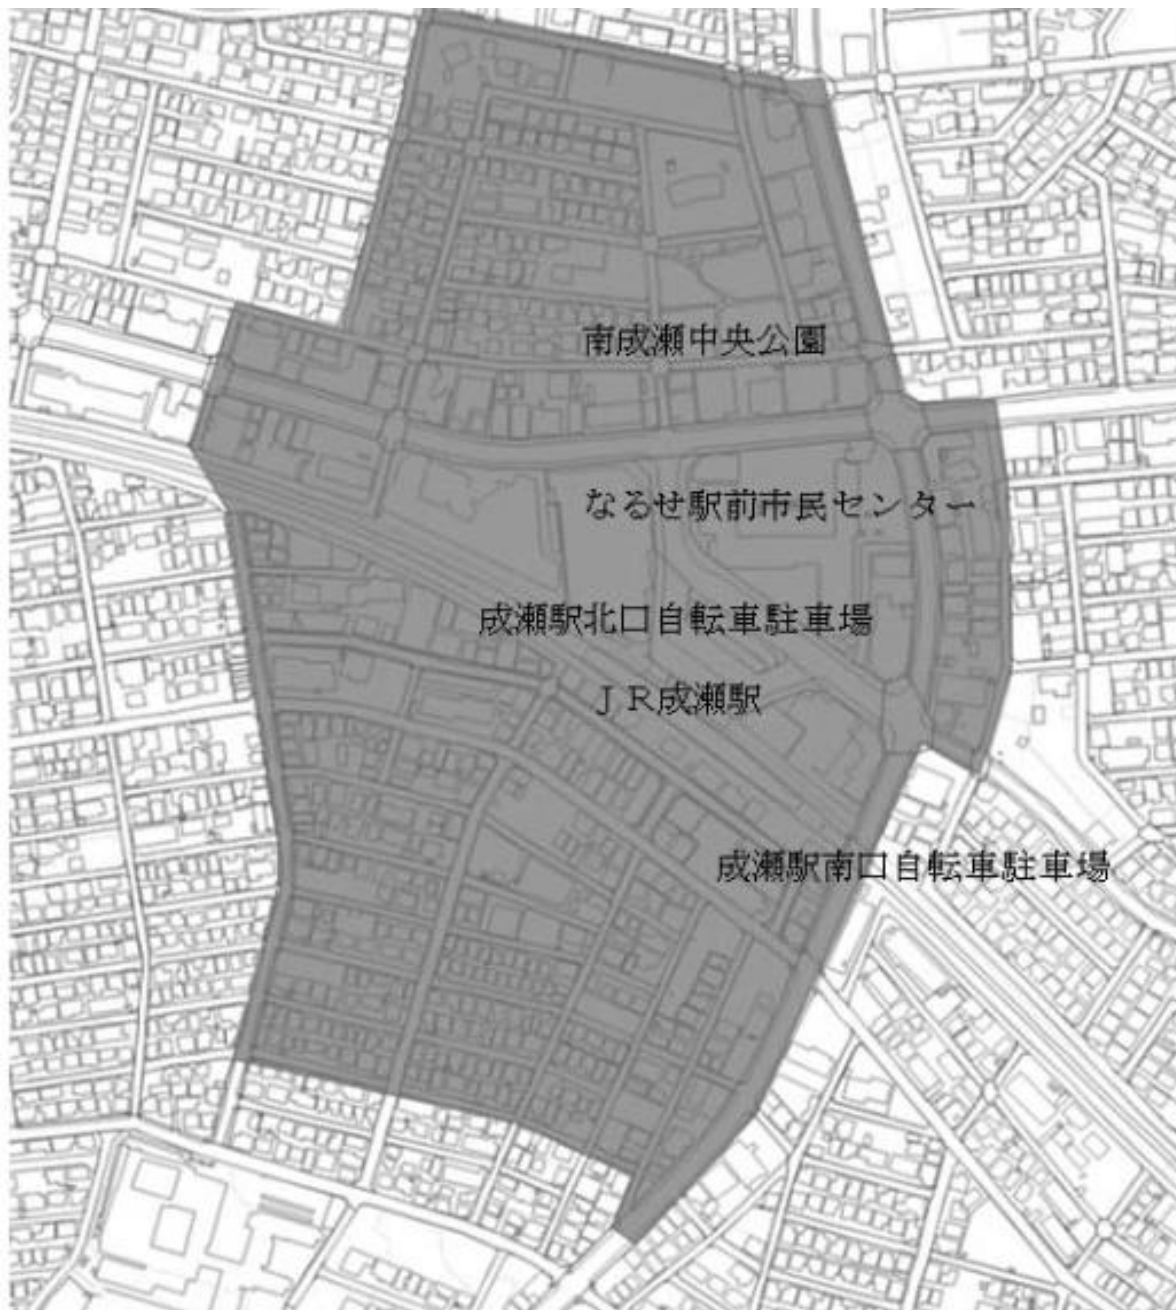 南成瀬中央公園
なるせ駅前市民センター
成瀬駅北口自転車駐車場
ＪＲ成瀬駅
成瀬駅南口自転車駐車場